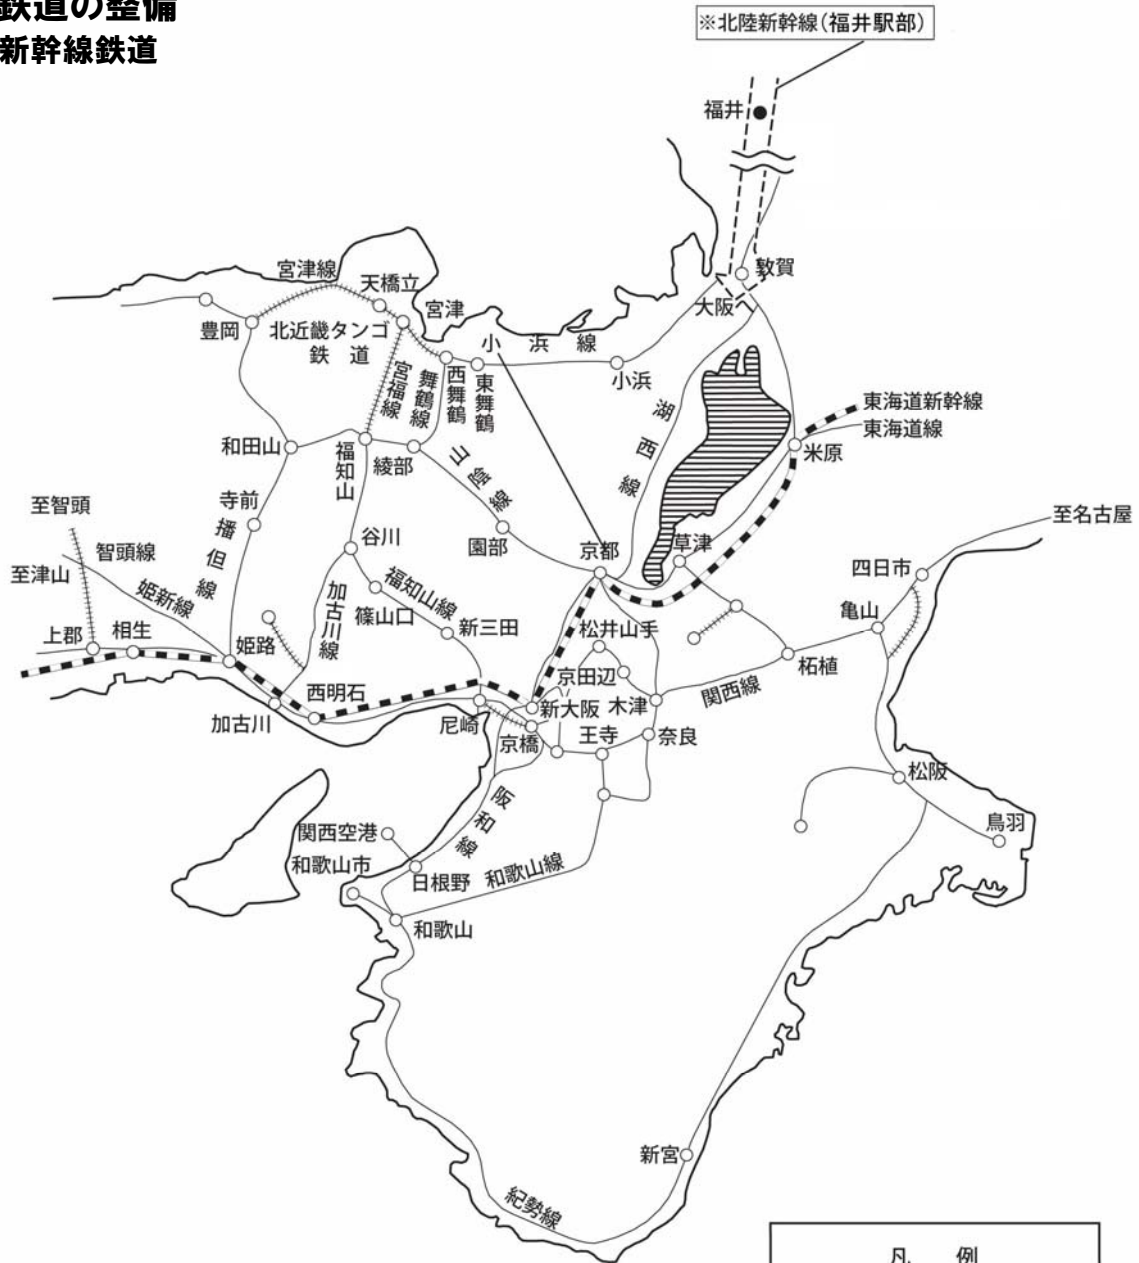 鉄道の整備
新幹線鉄道
※北陸新幹線(福井駅部)
福井
敦賀
大阪
宮津線
天橋立
宮津
豊岡
北近畿タンゴ
鉄道
小浜線
小浜
宮福線
舞鶴線
西舞鶴
東舞鶴
湖西線
東海道新幹線
東海道線
米原
和田山
福知山
綾部
山陰線
園部
京都
草津
至名古屋
四日市
亀山
柘植
関西線
寺前
播但線
至智頭
智頭線
至津山
姫新線
谷川
加古川線
福知山線
篠山口
新三田
上郡
相生
姫路
西明石
加古川
尼崎
新大阪
京橋
松井山手
京田辺
木津
王寺
奈良
松阪
鳥羽
阪和線
関西空港
和歌山市
日根野
和歌山線
和歌山
新宮
紀勢線
凡例